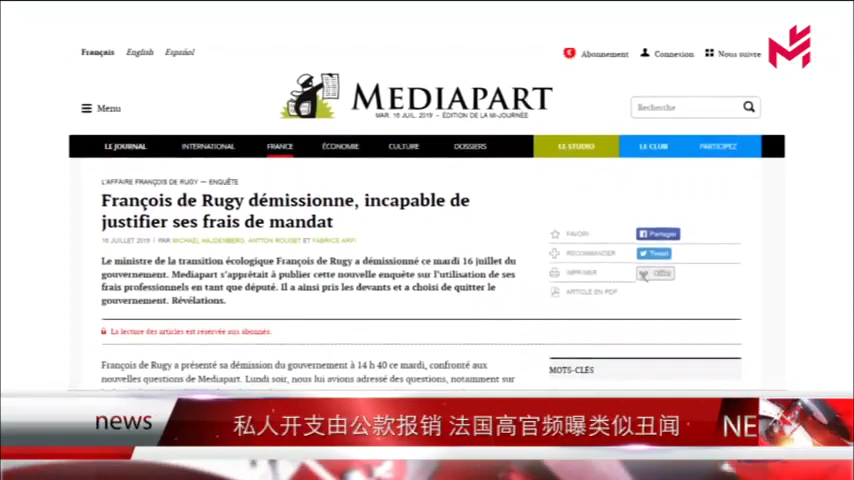 Français English Español
Abonnement Connexion Nous suivre
Menu
MEDIAPART
MAR. 16 JUIL. 2019 – ÉDITION DE LA MI-JOURNÉE
Recherche
LE JOURNAL INTERNATIONAL FRANCE ÉCONOMIE CULTURE DOSSIERS LE STUDIO LE CLUB PARTICIPEZ
L'AFFAIRE FRANÇOIS DE RUGY — ENQUÊTE
François de Rugy démissionne, incapable de
justifier ses frais de mandat
16 JUILLET 2019 | PAR MICHAËL HAJDENBERG, ANTTON ROUGET ET FABRICE ARFI
Le ministre de la transition écologique François de Rugy a démissionné ce mardi 16 juillet du
gouvernement. Mediapart s'apprêtait à publier cette nouvelle enquête sur l'utilisation de ses
frais professionnels en tant que député. Il a ainsi pris les devants et a choisi de quitter le
gouvernement. Révélations.
FAVORI Partager
RECOMMANDER Tweet
IMPRIMER Offrir
ARTICLE EN PDF
La lecture des articles est réservée aux abonnés.
François de Rugy a présenté sa démission du gouvernement à 14 h 40 ce mardi, confronté aux
nouvelles questions de Mediapart. Lundi soir, nous lui avions adressé des questions, notamment sur
MOTS-CLÉS
news 私人开支由公款报销 法国高官频曝类似丑闻 NE